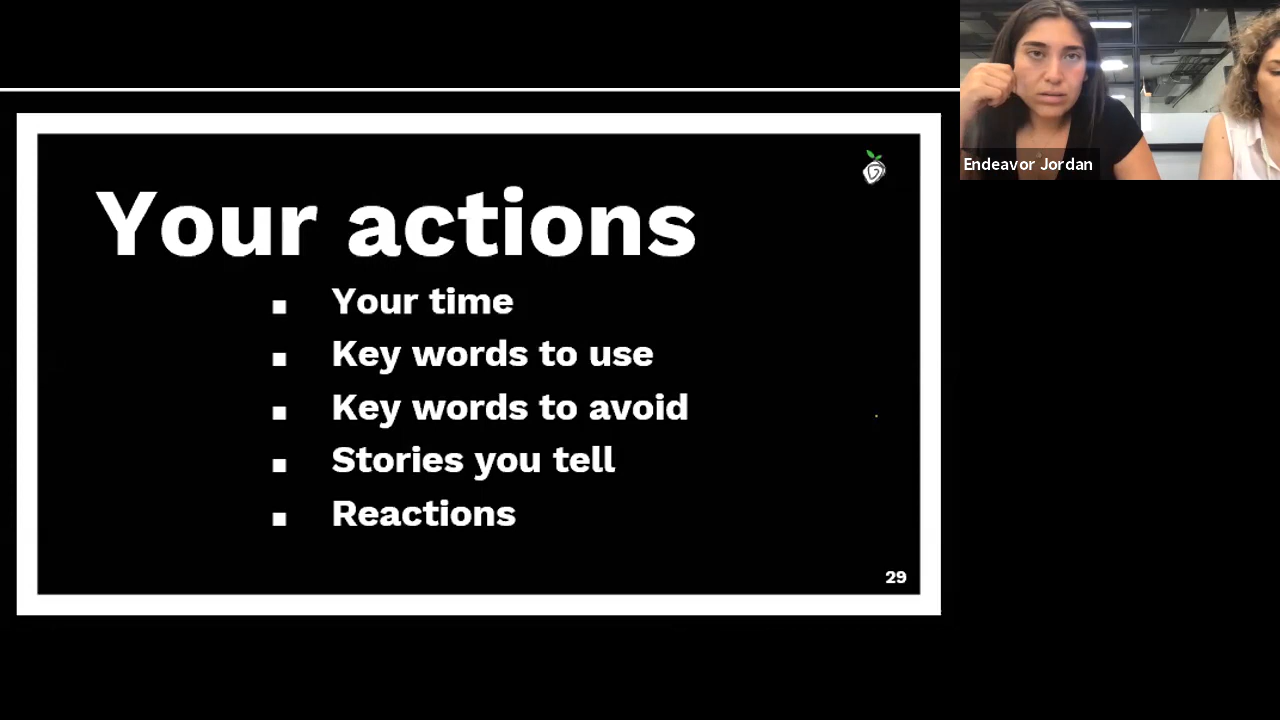 Your actions
■ Your time
■ Key words to use
■ Key words to avoid
■ Stories you tell
■ Reactions
29
Endeavor Jordan